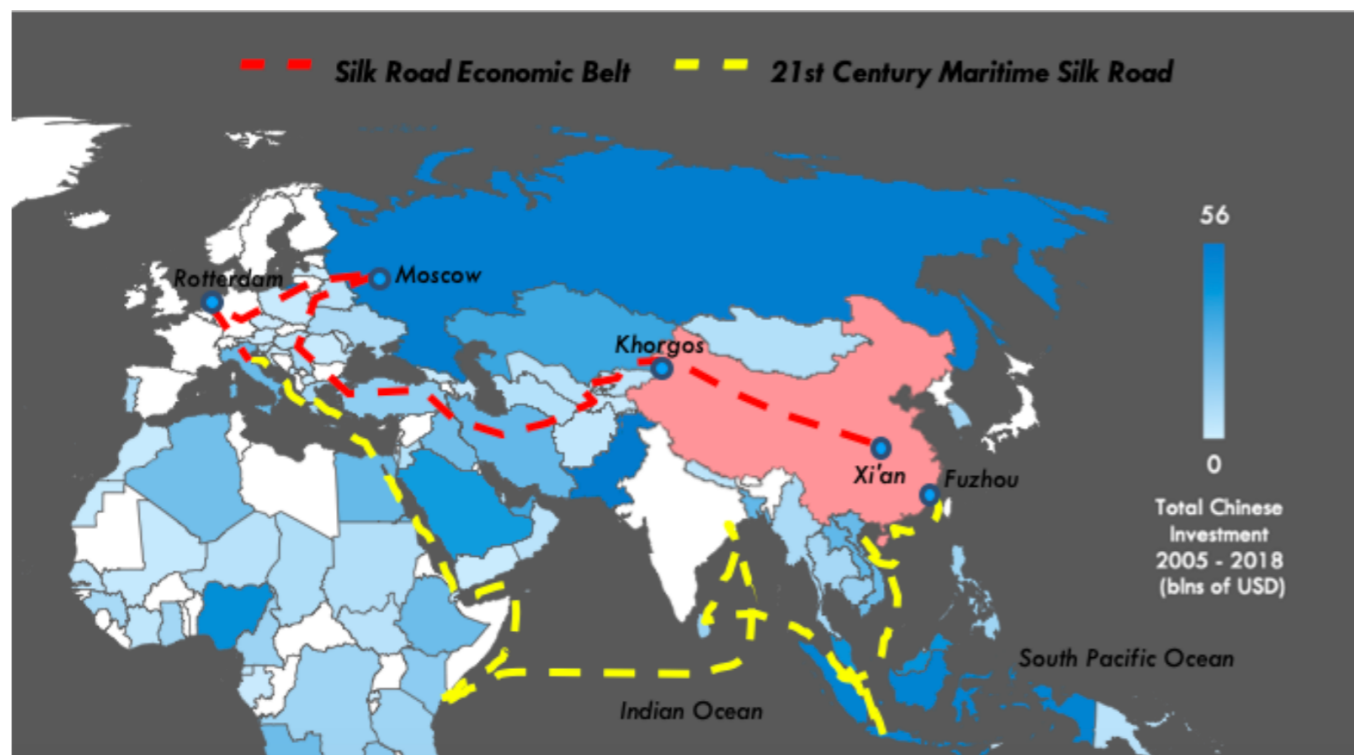 Silk Road Economic Belt
21st Century Maritime Silk Road
56
Rotterdam
Moscow
Khorgos
Xi'an
Fuzhou
0
Total Chinese
Investment
2005 - 2018
(blns of USD)
South Pacific Ocean
Indian Ocean